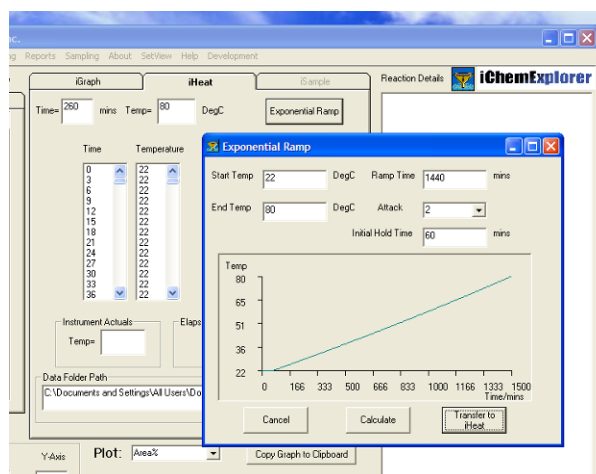 nc.
ng Reports Sampling About SetView Help Development
iGraph iHeat iSample
Reaction Details iChemExplorer
Time= 260 mins Temp= 80 DegC Exponential Ramp
Time Temperature
0 22
3 22
6 22
9 22
12 22
15 22
18 22
21 22
24 22
27 22
30 22
33 22
36 22
Exponential Ramp
Start Temp 22 DegC Ramp Time 1440 mins
End Temp 80 DegC Attack 2
Initial Hold Time 60 mins
Temp
80
65
51
36
22
0 166 333 500 666 833 1000 1166 1333 1500
Time/mins
Cancel Calculate Transfer to
iHeat
Instrument Actuals Elaps
Temp=
Data Folder Path
C:\Documents and Settings\All Users\Do
Y-Axis Plot: Area% Copy Graph to Clipboard